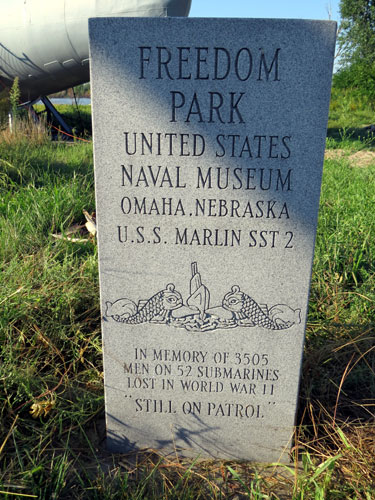 FREEDOM
PARK
UNITED STATES
NAVAL MUSEUM
OMAHA, NEBRASKA
U.S.S. MARLIN SST 2
IN MEMORY OF 3505
MEN ON 52 SUBMARINES
LOST IN WORLD WAR 11
"STILL ON PATROL"